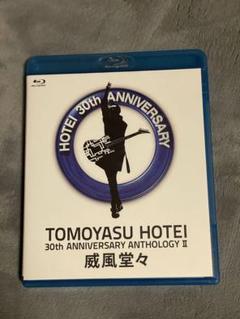 HOTEI 30th ANNIVERSARY
TOMOYASU HOTEI
30th ANNIVERSARY ANTHOLOGY II
威風堂々